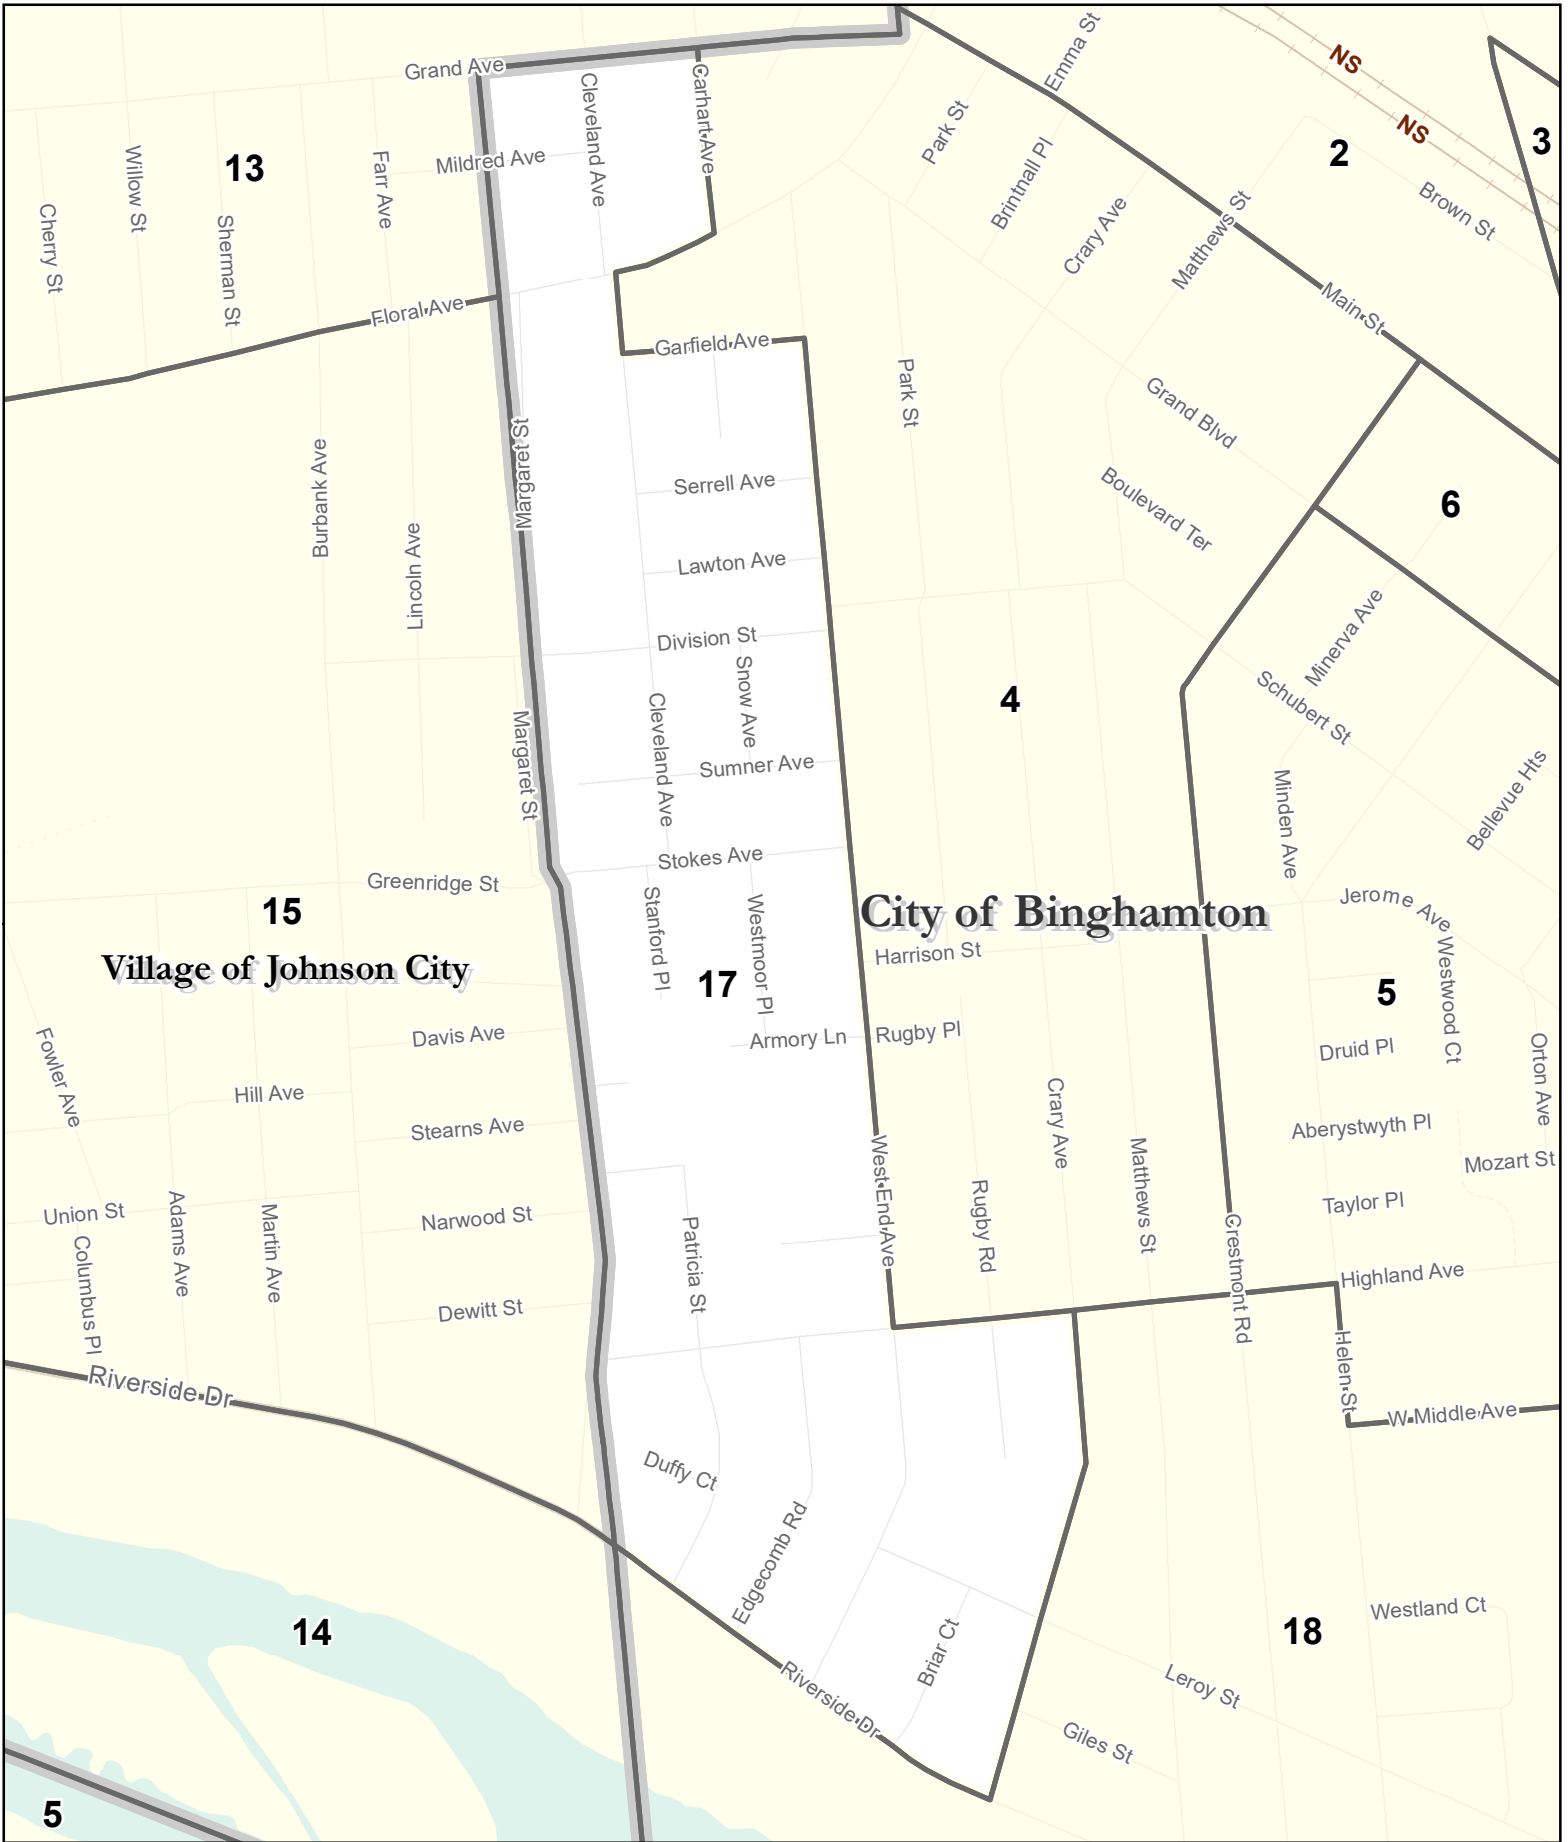 Grand Ave
Emma St
NS
NS
3
2
13
Willow St
Cherry St
Sherman St
Farr Ave
Mildred Ave
Cleveland Ave
Carhart Ave
Park St
Brintnall Pl
Crary Ave
Matthews St
Brown St
Floral Ave
Main St
Garfield Ave
Park St
Grand Blvd
Burbank Ave
Lincoln Ave
Margaret St
Serrell Ave
Boulevard Ter
6
Lawton Ave
Division St
Snow Ave
Minerva Ave
Schubert St
4
Margaret St
Cleveland Ave
Sumner Ave
Minden Ave
Bellevue Hts
Stokes Ave
Greenridge St
15
Village of Johnson City
City of Binghamton
Jerome Ave
Stanford Pl
Westmoor Pl
17
Harrison St
Westwood Ct
5
Fowler Ave
Davis Ave
Armory Ln
Rugby Pl
Druid Pl
Orton Ave
Hill Ave
Stearns Ave
Crary Ave
Aberystwyth Pl
Mozart St
West End Ave
Matthews St
Rugby Rd
Taylor Pl
Union St
Adams Ave
Martin Ave
Narwood St
Patricia St
Columbus Pl
Crestmont Rd
Highland Ave
Dewitt St
Helen St
Riverside Dr
W Middle Ave
Duffy Ct
Edgecomb Rd
14
18
Westland Ct
Briar Ct
Riverside Dr
Leroy St
Giles St
5